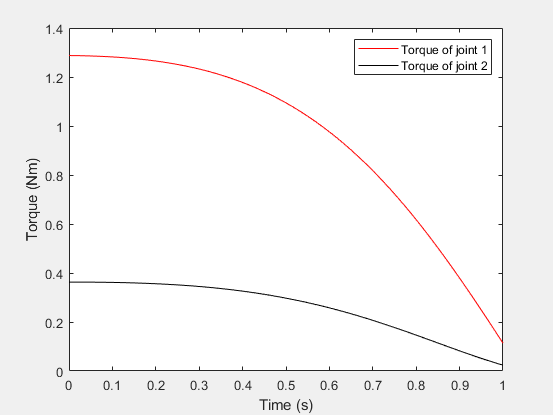 1.4
1.2
1
0.8
0.6
0.4
0.2
0
Torque (Nm)
Torque of joint 1
Torque of joint 2
0 0.1 0.2 0.3 0.4 0.5 0.6 0.7 0.8 0.9 1
Time (s)